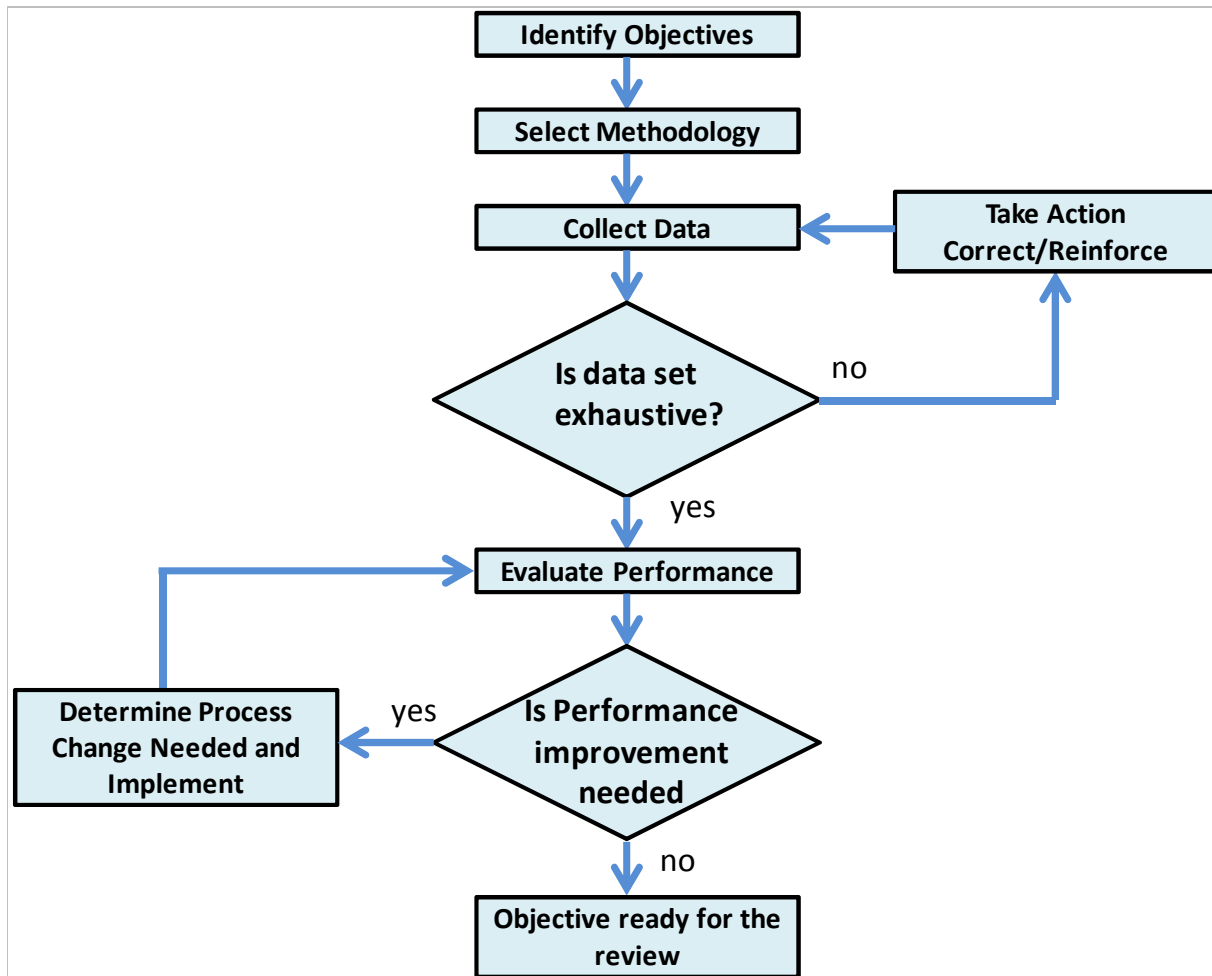 Identify Objectives
Select Methodology
Collect Data
Take Action
Correct/Reinforce
Is data set
exhaustive?
no
yes
Evaluate Performance
Determine Process
Change Needed and
Implement
yes
Is Performance
improvement
needed
no
Objective ready for the
review